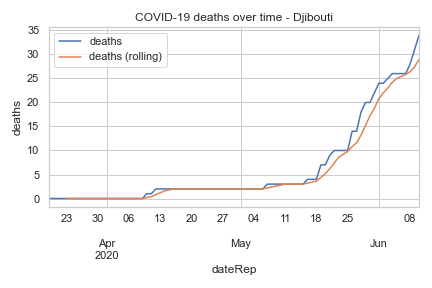 COVID-19 deaths over time - Djibouti
deaths
deaths (rolling)
deaths
35
30
25
20
15
10
5
0
23 30 06 13 20 27 04 11 18 25 08
Apr May Jun
2020
dateRep